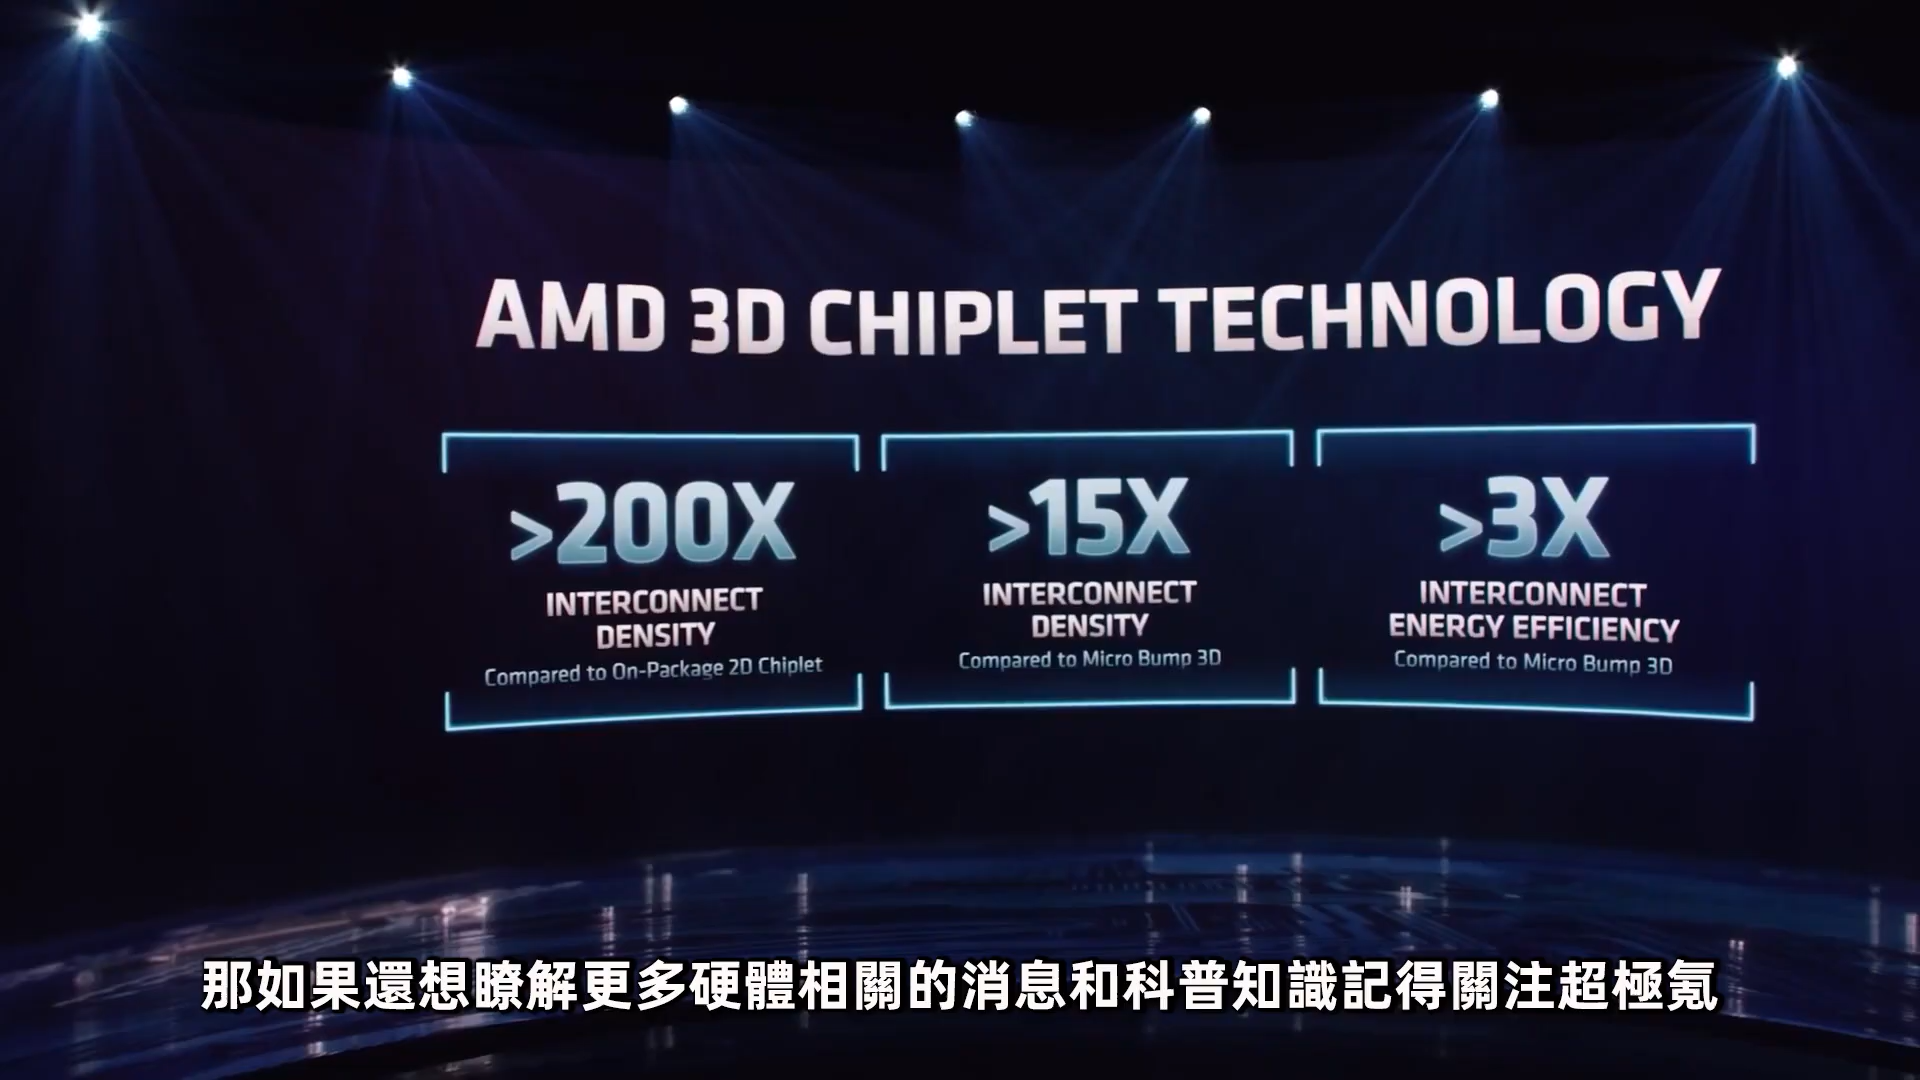 AMD 3D CHIPLET TECHNOLOGY
>200X
INTERCONNECT
DENSITY
Compared to On-Package 2D Chiplet
>15X
INTERCONNECT
DENSITY
Compared to Micro Bump 3D
>3X
INTERCONNECT
ENERGY EFFICIENCY
Compared to Micro Bump 3D
那如果還想瞭解更多硬體相關的消息和科普知識記得關注超極氪